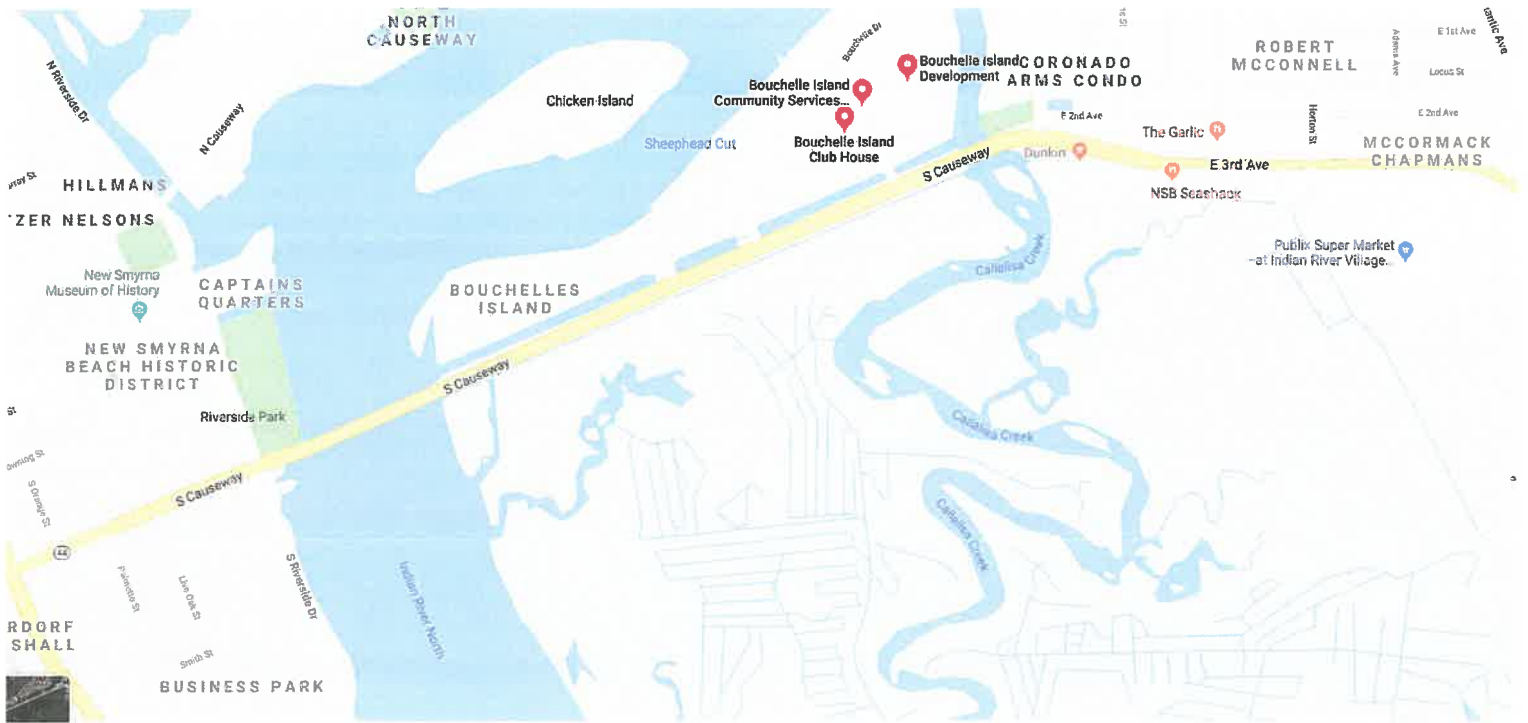 NORTH
CAUSEWAY
N Riverside Dr
N Causeway
Chicken Island
Sheephead Cut
Bouchelle Dr
Bouchelle Island
Development
Bouchelle Island
Community Services...
Bouchelle Island
Club House
CORONADO
ARMS CONDO
ROBERT
MCCONNELL
Adams Ave
E 1st Ave
Locus St
E 2nd Ave
E 2nd Ave
Horton St
The Garlic
Dunkin
E 3rd Ave
MCCORMACK
CHAPMANS
NSB Seashack
Publix Super Market
at Indian River Village...
S Causeway
HILLMANS
ZER NELSONS
New Smyrna
Museum of History
CAPTAINS
QUARTERS
BOUCHELLES
ISLAND
NEW SMYRNA
BEACH HISTORIC
DISTRICT
Riverside Park
S Causeway
S Causeway
Callalisa Creek
Callalisa Creek
Callalisa Creek
S Orange St
44
Palmetto St
Live Oak St
S Riverside Dr
Indian River North
Smith St
RDORF
SHALL
BUSINESS PARK